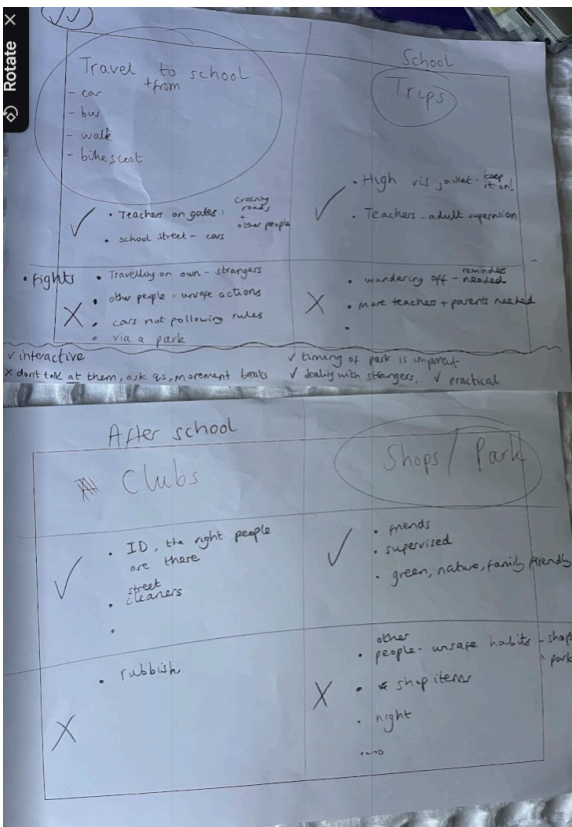 Rotate
Travel to school
+from
- car
- bus
- walk
- bike scoot
School
Trips
• Teachers on gates: crossing roads + other people
• school street - cars
• High vis jacket - keep it on!
• Teachers - adult supervision
• fights
• Travelling on own - strangers
• other people = unsafe actions
• cars not following rules
• via a park
• wandering off - reminder needed
• more teachers + parents needed
•
✓ interactive
✓ timing of park is important
x don't talk at them, ask qs, movement breaks
✓ dealing with strangers, ✓ practical
After school
Clubs
Shops / Park
• ID, the right people
are there
• street cleaners
•
• friends
• supervised
• green, nature, family friendly
• rubbish
• other people - unsafe habits - shop
park
• shop items
• night